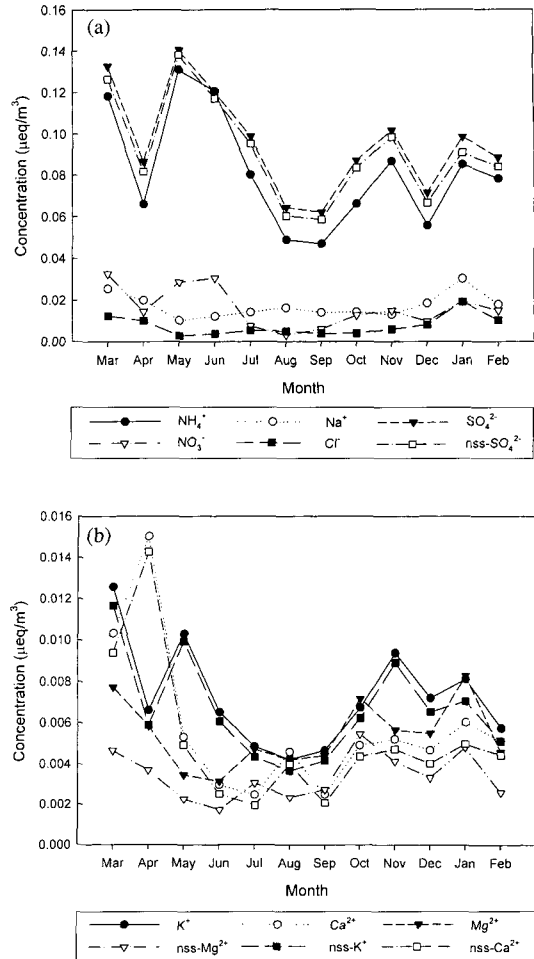 (a)
Concentration (μeq/m³)
0.16
0.14
0.12
0.10
0.08
0.06
0.04
0.02
0.00
Mar Apr May Jun Jul Aug Sep Oct Nov Dec Jan Feb
Month
NH₄⁺ Na⁺ SO₄²⁻
NO₃⁻ Cl⁻ nss-SO₄²⁻
(b)
Concentration (μeq/m³)
0.016
0.014
0.012
0.010
0.008
0.006
0.004
0.002
0.000
Mar Apr May Jun Jul Aug Sep Oct Nov Dec Jan Feb
Month
K⁺ Ca²⁺ Mg²⁺
nss-Mg²⁺ nss-K⁺ nss-Ca²⁺